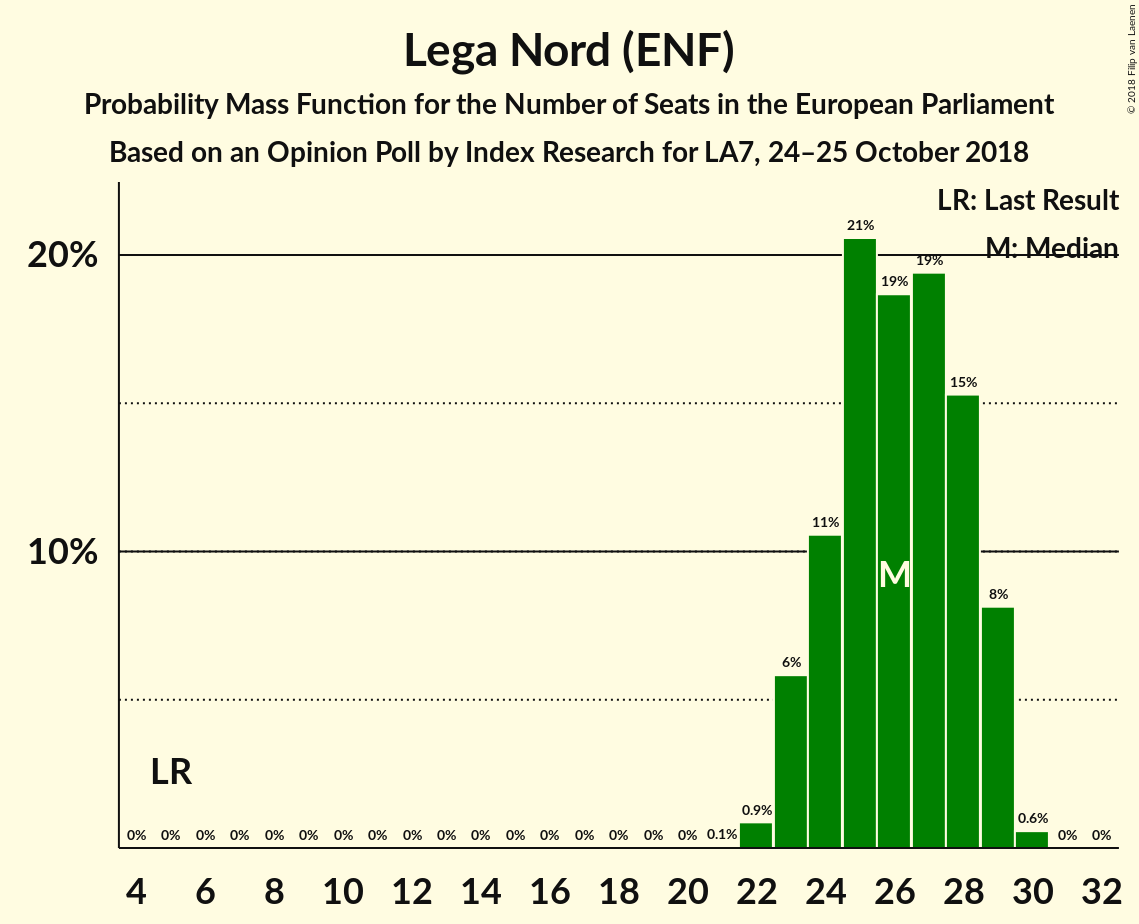 Lega Nord (ENF)
Probability Mass Function for the Number of Seats in the European Parliament
Based on an Opinion Poll by Index Research for LA7, 24–25 October 2018
© 2018 Filip van Laenen
LR: Last Result
M: Median
20%
10%
21%
19%
19%
15%
11%
8%
6%
M
LR
0% 0% 0% 0% 0% 0% 0% 0% 0% 0% 0% 0% 0% 0% 0% 0% 0% 0.1% 0.9% 0.6% 0% 0%
4 6 8 10 12 14 16 18 20 22 24 26 28 30 32